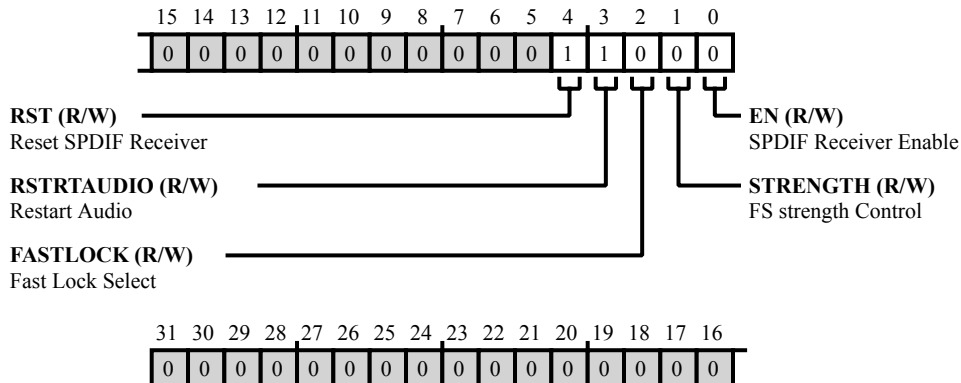 15 14 13 12 11 10 9 8 7 6 5 4 3 2 1 0
0 0 0 0 0 0 0 0 0 0 0 1 1 0 0 0
RST (R/W)
Reset SPDIF Receiver
EN (R/W)
SPDIF Receiver Enable
RSTRTAUDIO (R/W)
Restart Audio
STRENGTH (R/W)
FS strength Control
FASTLOCK (R/W)
Fast Lock Select
31 30 29 28 27 26 25 24 23 22 21 20 19 18 17 16
0 0 0 0 0 0 0 0 0 0 0 0 0 0 0 0